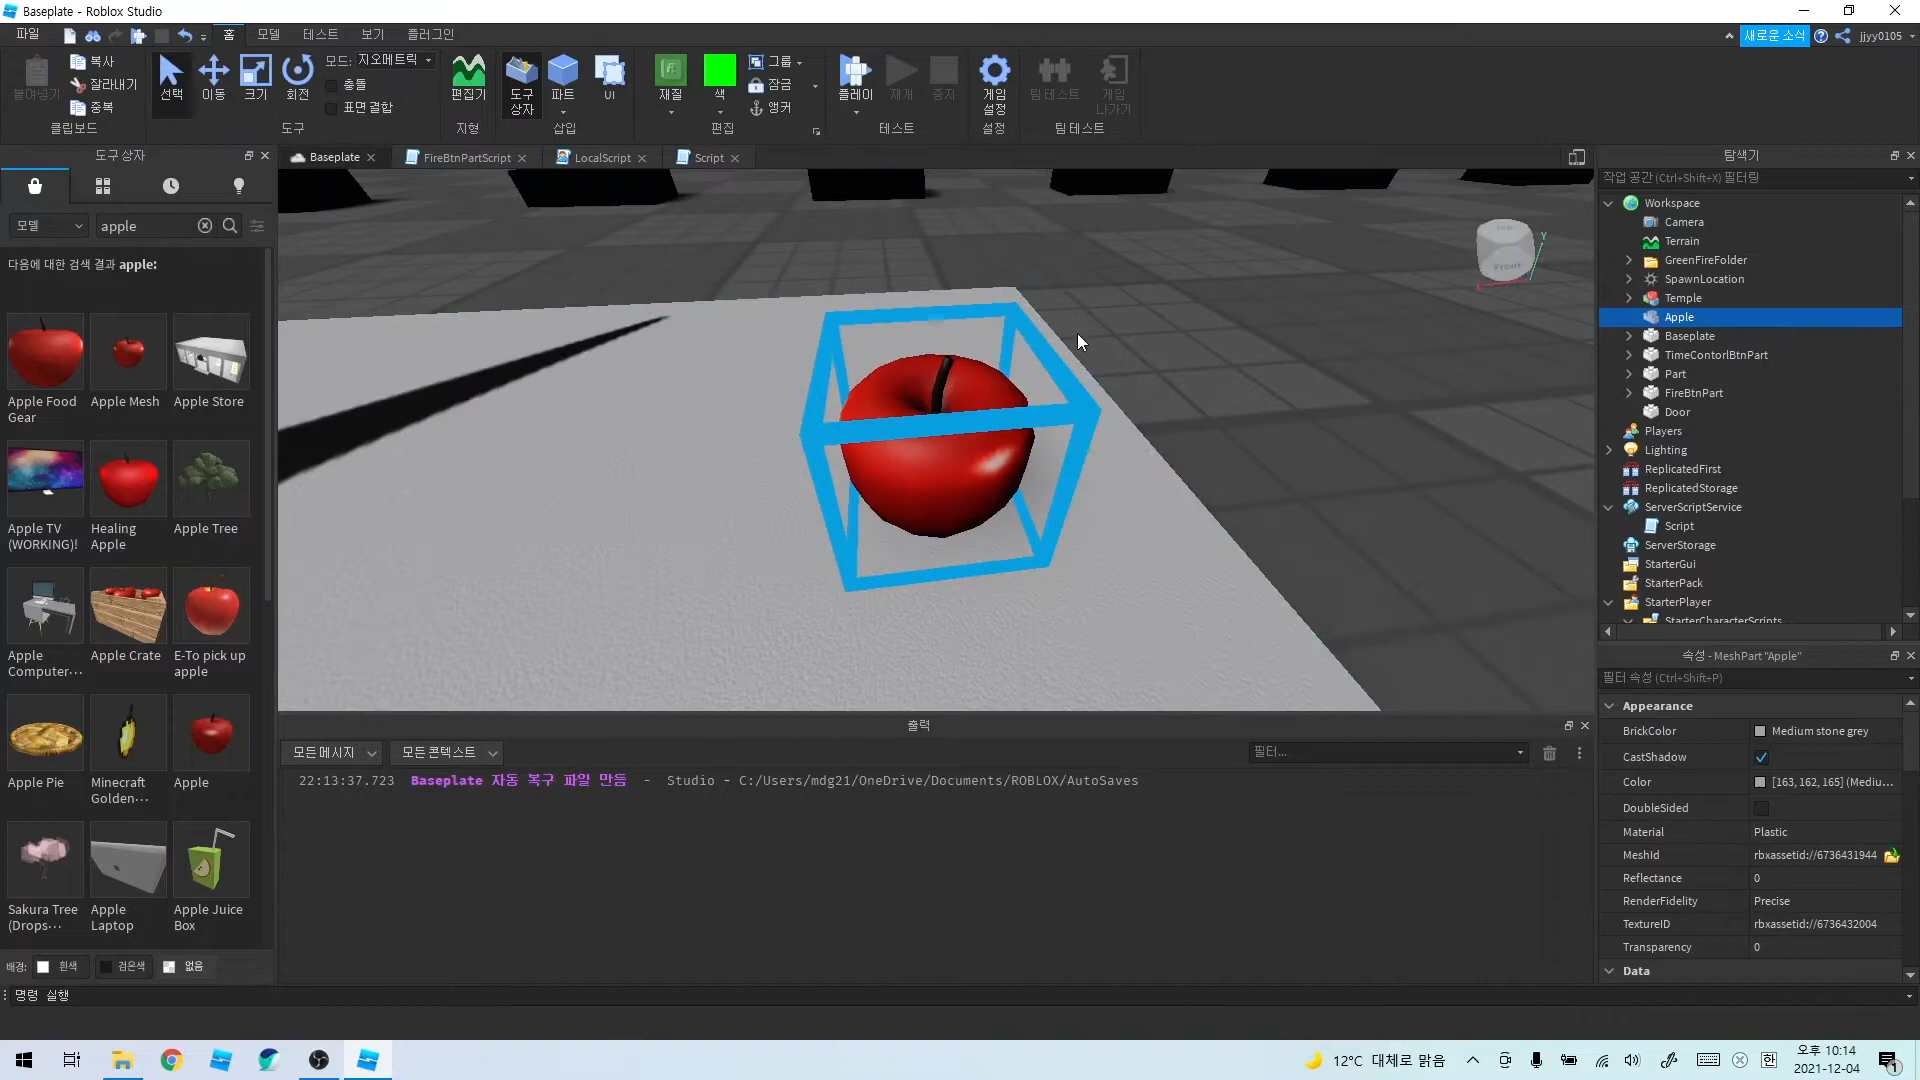 Baseplate - Roblox Studio
파일
홈
모델
테스트
보기
플러그인
새로운 소식
jjyy0105
붙여넣기
복사
잘라내기
중복
클립보드
선택
이동
크기
회전
모드: 지오메트릭
충돌
표면 결합
도구
편집기
지형
도구
상자
파트
UI
삽입
재질
색
그룹
잠금
앵커
편집
플레이
재개
중지
테스트
게임
설정
설정
팀 테스트
게임
나가기
팀 테스트
도구 상자
Baseplate
FireBtnPartScript
LocalScript
Script
모델
apple
다음에 대한 검색 결과 apple:
Apple Food
Gear
Apple Mesh
Apple Store
Apple TV
(WORKING)!
Healing
Apple
Apple Tree
Apple
Computer···
Apple Crate
E-To pick up
apple
Apple Pie
Minecraft
Golden···
Apple
Sakura Tree
(Drops···
Apple
Laptop
Apple Juice
Box
배경:
흰색
검은색
없음
출력
모든 메시지
모든 콘텍스트
필터...
22:13:37.723 Baseplate 자동 복구 파일 만듬 - Studio - C:/Users/mdg21/OneDrive/Documents/ROBLOX/AutoSaves
명령 실행
탐색기
작업 공간 (Ctrl+Shift+X) 필터링
Workspace
Camera
Terrain
GreenFireFolder
SpawnLocation
Temple
Apple
Baseplate
TimeContorlBtnPart
Part
FireBtnPart
Door
Players
Lighting
ReplicatedFirst
ReplicatedStorage
ServerScriptService
Script
ServerStorage
StarterGui
StarterPack
StarterPlayer
StarterCharacterScripts
속성 - MeshPart "Apple"
필터 속성 (Ctrl+Shift+P)
Appearance
BrickColor Medium stone grey
CastShadow
Color [163, 162, 165] (Mediu...
DoubleSided
Material Plastic
MeshId rbxassetid://6736431944
Reflectance 0
RenderFidelity Precise
TextureID rbxassetid://6736432004
Transparency 0
Data
12°C 대체로 맑음
한
오후 10:14
2021-12-04
1